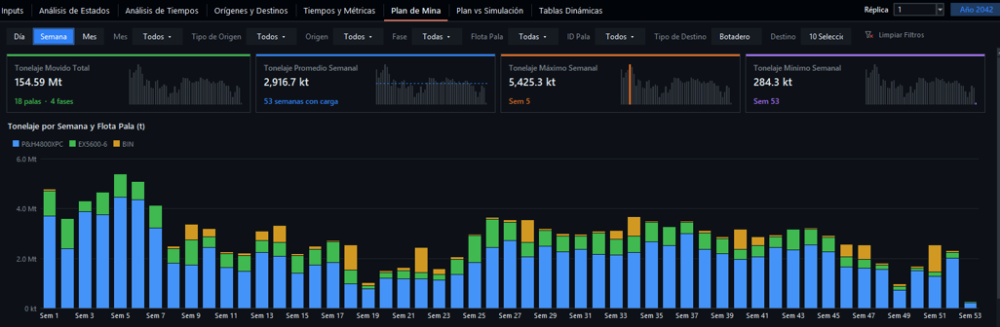 Inputs Análisis de Estados Análisis de Tiempos Orígenes y Destinos Tiempos y Métricas Plan de Mina Plan vs Simulación Tablas Dinámicas Réplica 1 Año 2042
Día Semana Mes Mes Todos Tipo de Origen Todos Origen Todos Fase Todas Flota Pala Todas ID Pala Todos Tipo de Destino Botadero Destino 10 Selecci Limpiar Filtros
Tonelaje Movido Total Tonelaje Promedio Semanal Tonelaje Máximo Semanal Tonelaje Mínimo Semanal
154.59 Mt 2,916.7 kt 5,425.3 kt 284.3 kt
18 palas · 4 fases 53 semanas con carga Sem 5 Sem 53
Tonelaje por Semana y Flota Pala (t)
P&H4800XPC EX5600-6 BIN
6.0 Mt
4.0 Mt
2.0 Mt
0 kt
Sem 1 Sem 3 Sem 5 Sem 7 Sem 9 Sem 11 Sem 13 Sem 15 Sem 17 Sem 19 Sem 21 Sem 23 Sem 25 Sem 27 Sem 29 Sem 31 Sem 33 Sem 35 Sem 37 Sem 39 Sem 41 Sem 43 Sem 45 Sem 47 Sem 49 Sem 51 Sem 53